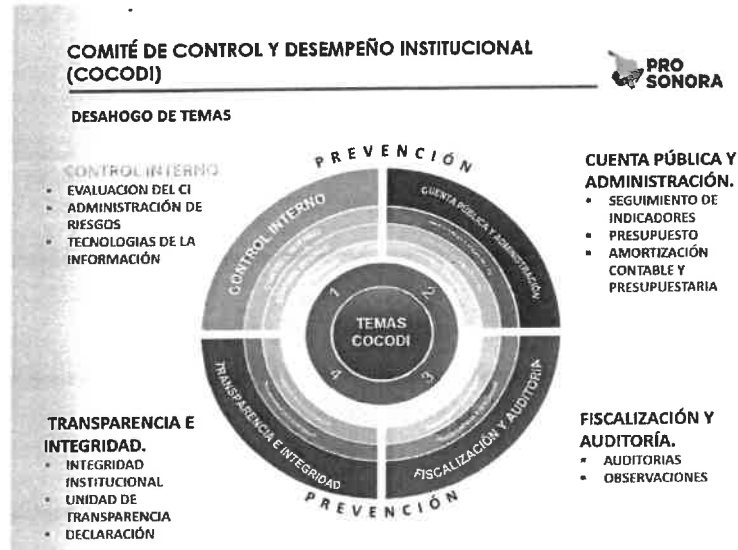 COMITÉ DE CONTROL Y DESEMPEÑO INSTITUCIONAL
(COCODI)
PRO
SONORA
DESAHOGO DE TEMAS
CONTROL INTERNO
EVALUACION DEL CI
ADMINISTRACIÓN DE
RIESGOS
TECNOLOGIAS DE LA
INFORMACIÓN
PREVENCIÓN
CONTROL INTERNO
CUENTA PÚBLICA Y ADMINISTRACIÓN
1
2
TEMAS
COCODI
4
3
TRANSPARENCIA E INTEGRIDAD
FISCALIZACIÓN Y AUDITORIA
PREVENCIÓN
CUENTA PÚBLICA Y
ADMINISTRACIÓN.
SEGUIMIENTO DE
INDICADORES
PRESUPUESTO
AMORTIZACIÓN
CONTABLE Y
PRESUPUESTARIA
TRANSPARENCIA E
INTEGRIDAD.
INTEGRIDAD
INSTITUCIONAL
UNIDAD DE
TRANSPARENCIA
DECLARACIÓN
FISCALIZACIÓN Y
AUDITORÍA.
AUDITORIAS
OBSERVACIONES